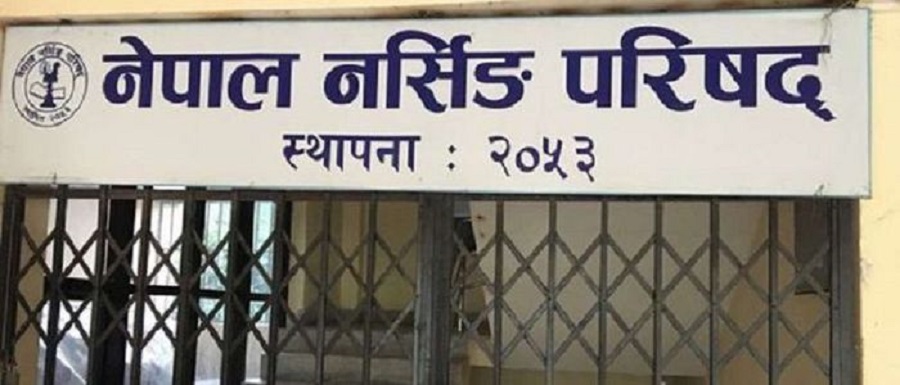 नेपाल नर्सिङ परिषद्
स्थापना : २०५३